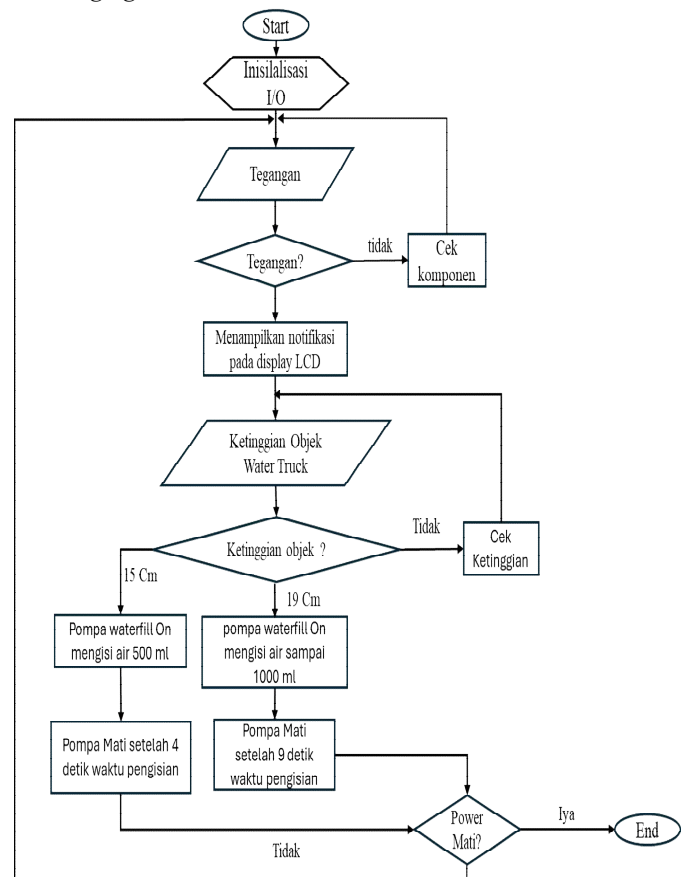 Start
Inisilalisasi
I/O
Tegangan
Tegangan?
tidak
Cek
komponen
Menampilkan notifikasi
pada display LCD
Ketinggian Objek
Water Truck
Ketinggian objek ?
Tidak
Cek
Ketinggian
15 Cm
19 Cm
Pompa waterfill On
mengisi air 500 ml
pompa waterfill On
mengisi air sampai
1000 ml
Pompa Mati setelah 4
detik waktu pengisian
Pompa Mati
setelah 9 detik
waktu pengisian
Power
Mati?
Iya
End
Tidak